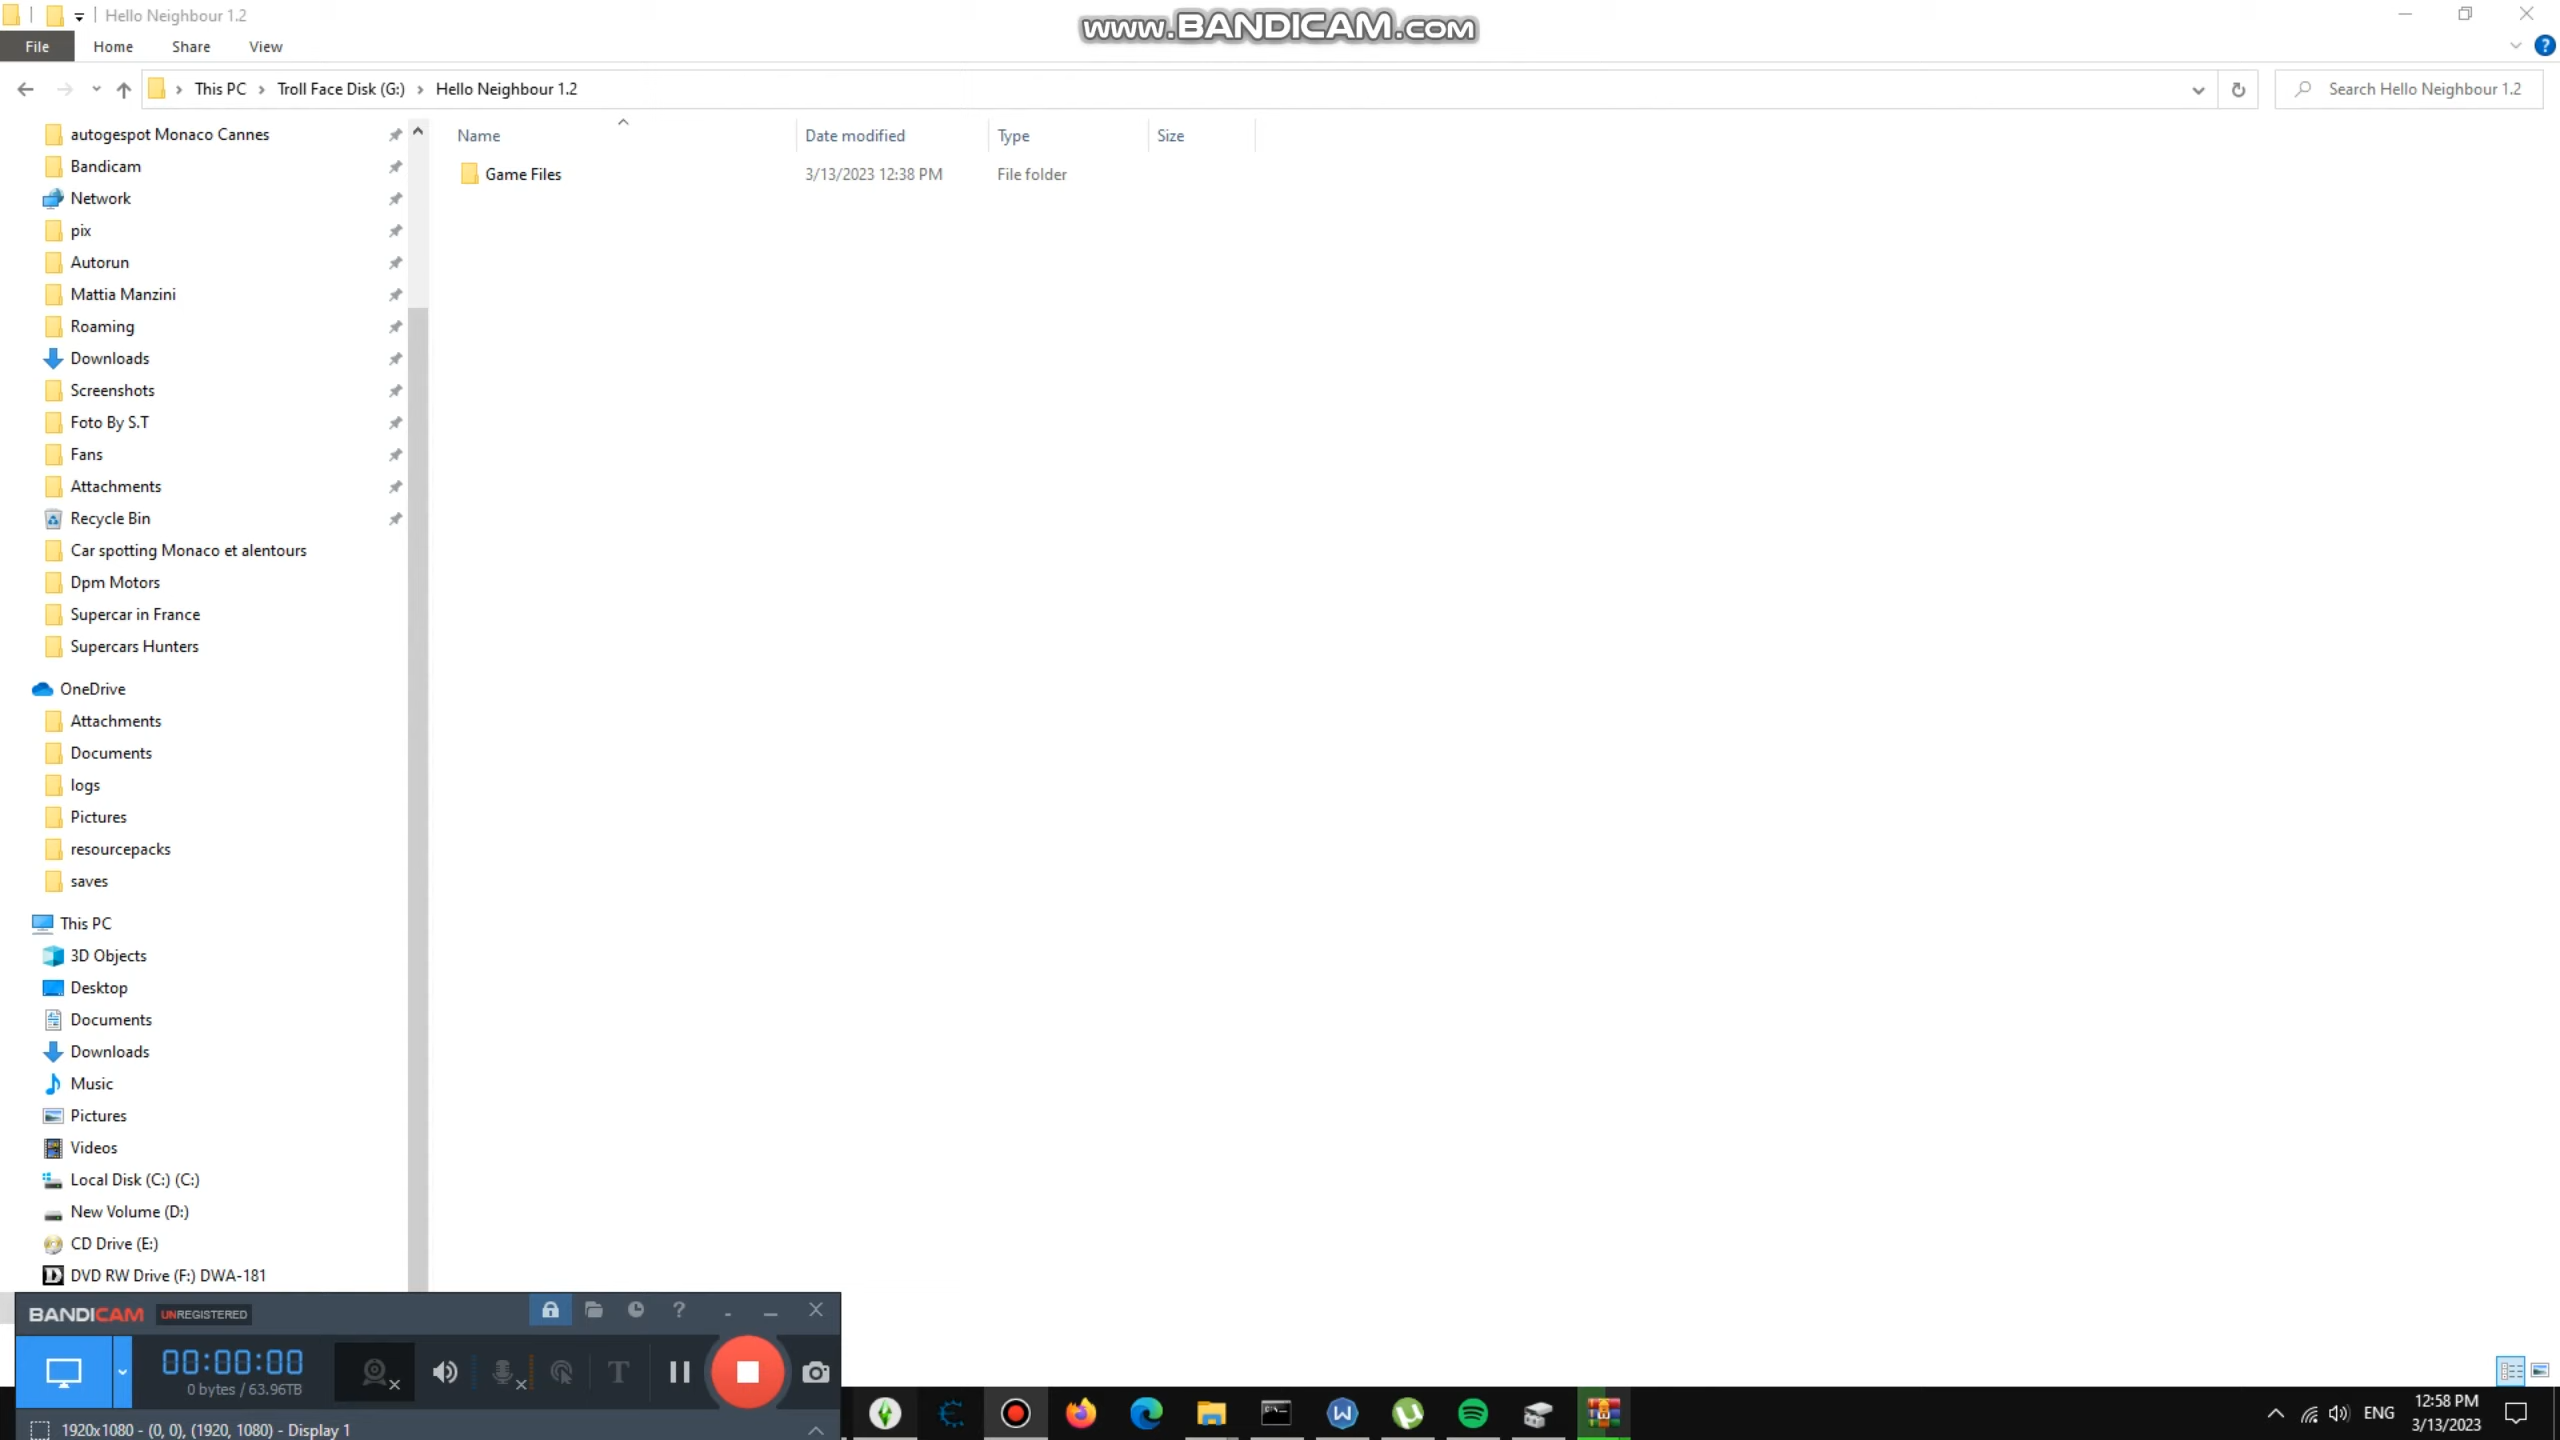 Hello Neighbour 1.2
www.BANDICAM.com
File Home Share View
This PC Troll Face Disk (G:) Hello Neighbour 1.2
Search Hello Neighbour 1.2
Name Date modified Type Size
Game Files 3/13/2023 12:38 PM File folder
autogespot Monaco Cannes
Bandicam
Network
pix
Autorun
Mattia Manzini
Roaming
Downloads
Screenshots
Foto By S.T
Fans
Attachments
Recycle Bin
Car spotting Monaco et alentours
Dpm Motors
Supercar in France
Supercars Hunters
OneDrive
Attachments
Documents
logs
Pictures
resourcepacks
saves
This PC
3D Objects
Desktop
Documents
Downloads
Music
Pictures
Videos
Local Disk (C:) (C:)
New Volume (D:)
CD Drive (E:)
DVD RW Drive (F:) DWA-181
BANDICAM UNREGISTERED
00:00:00
0 bytes / 63.96TB
1920x1080 - (0, 0), (1920, 1080) - Display 1
ENG
12:58 PM
3/13/2023